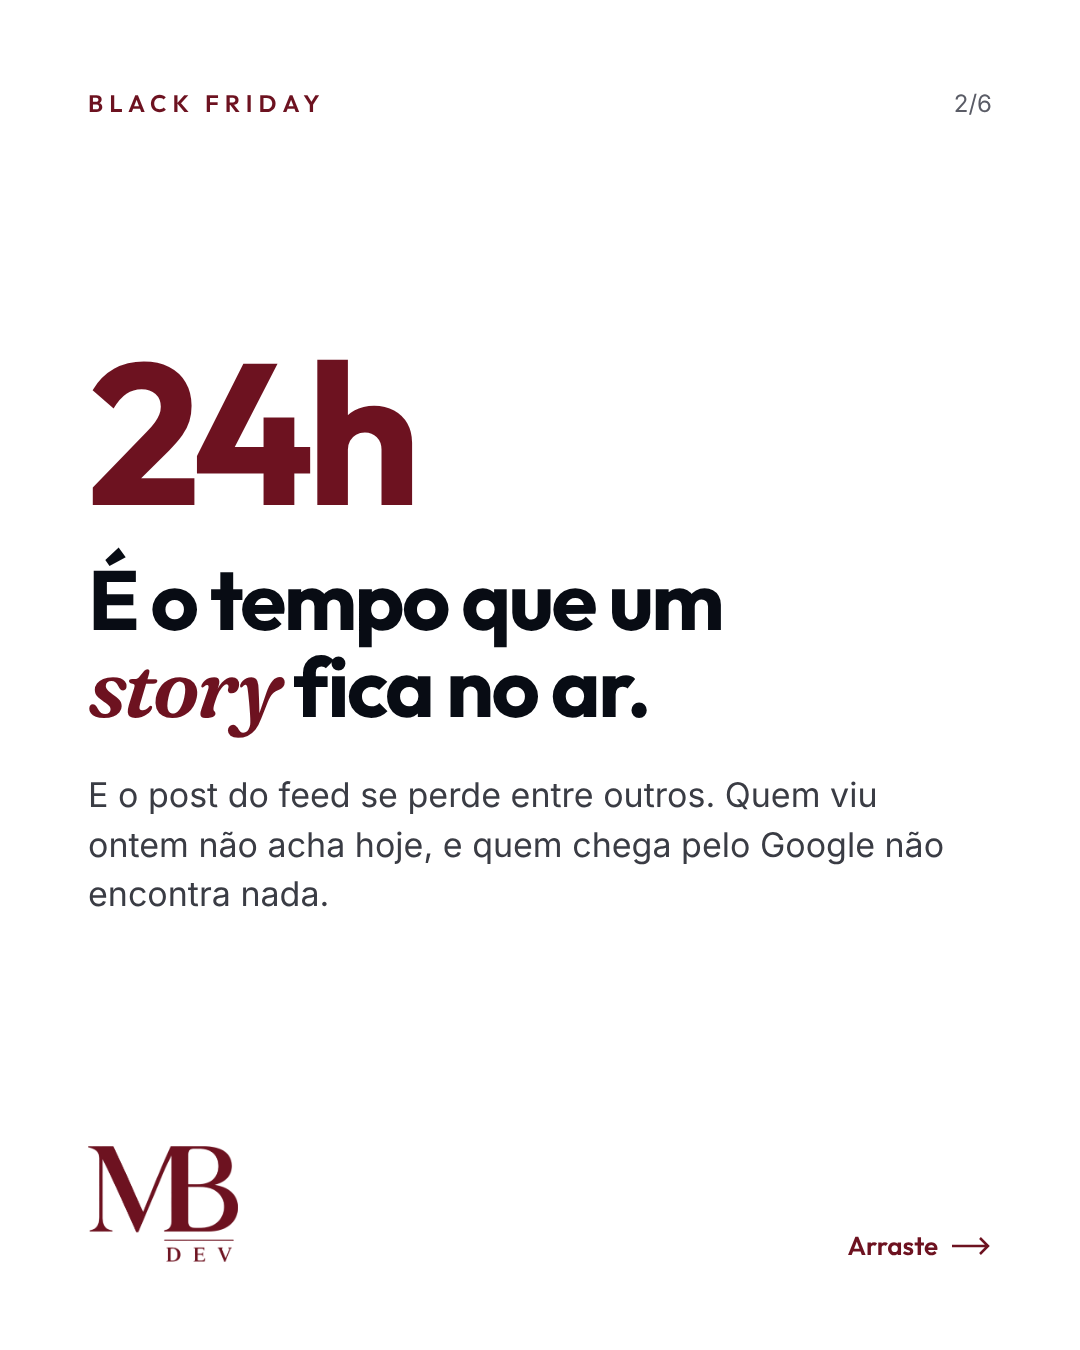 BLACK FRIDAY
2/6
24h
É o tempo que um
story fica no ar.
E o post do feed se perde entre outros. Quem viu
ontem não acha hoje, e quem chega pelo Google não
encontra nada.
MB
DEV
Arraste →